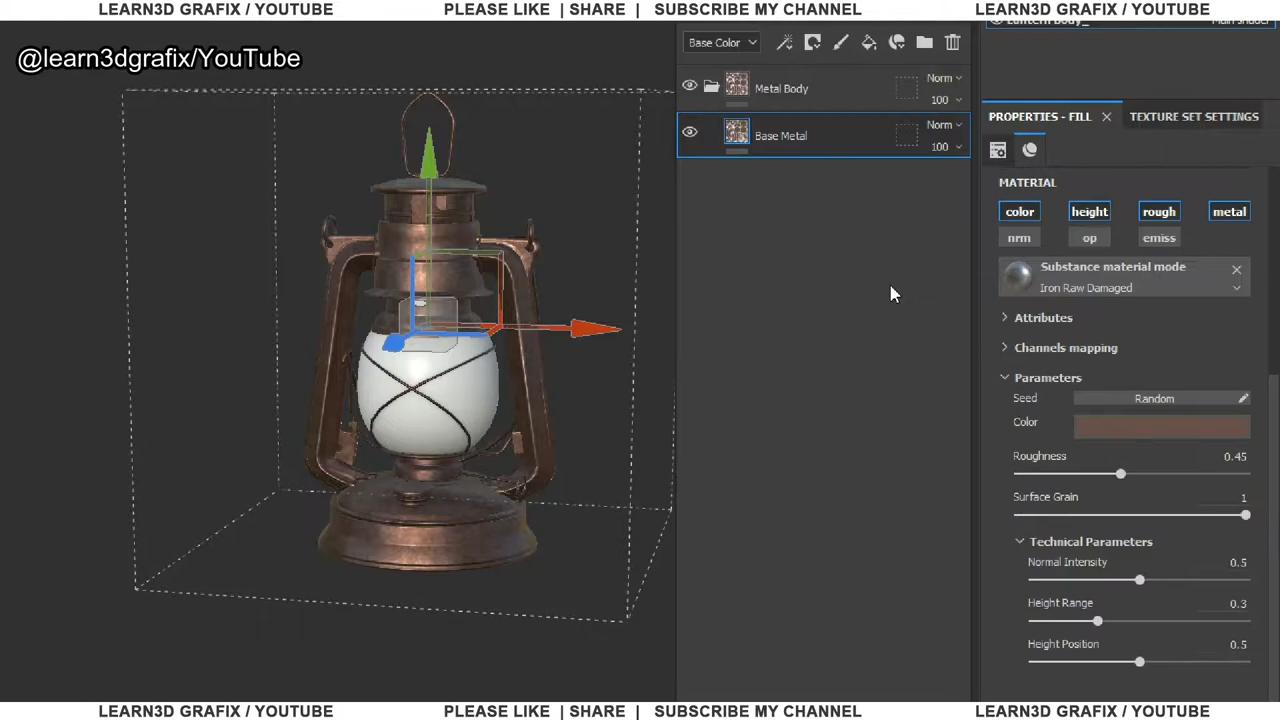 LEARN3D GRAFIX / YOUTUBE
PLEASE LIKE | SHARE | SUBSCRIBE MY CHANNEL
LEARN3D GRAFIX / YOUTUBE
@learn3dgrafix/YouTube
Base Color
Metal Body
Norm
100
Base Metal
Norm
100
Lantern Body_
Main shader
PROPERTIES - FILL
TEXTURE SET SETTINGS
MATERIAL
color
height
rough
metal
nrm
op
emiss
Substance material mode
Iron Raw Damaged
Attributes
Channels mapping
Parameters
Seed
Random
Color
Roughness
0.45
Surface Grain
1
Technical Parameters
Normal Intensity
0.5
Height Range
0.3
Height Position
0.5
LEARN3D GRAFIX / YOUTUBE
PLEASE LIKE | SHARE | SUBSCRIBE MY CHANNEL
LEARN3D GRAFIX / YOUTUBE